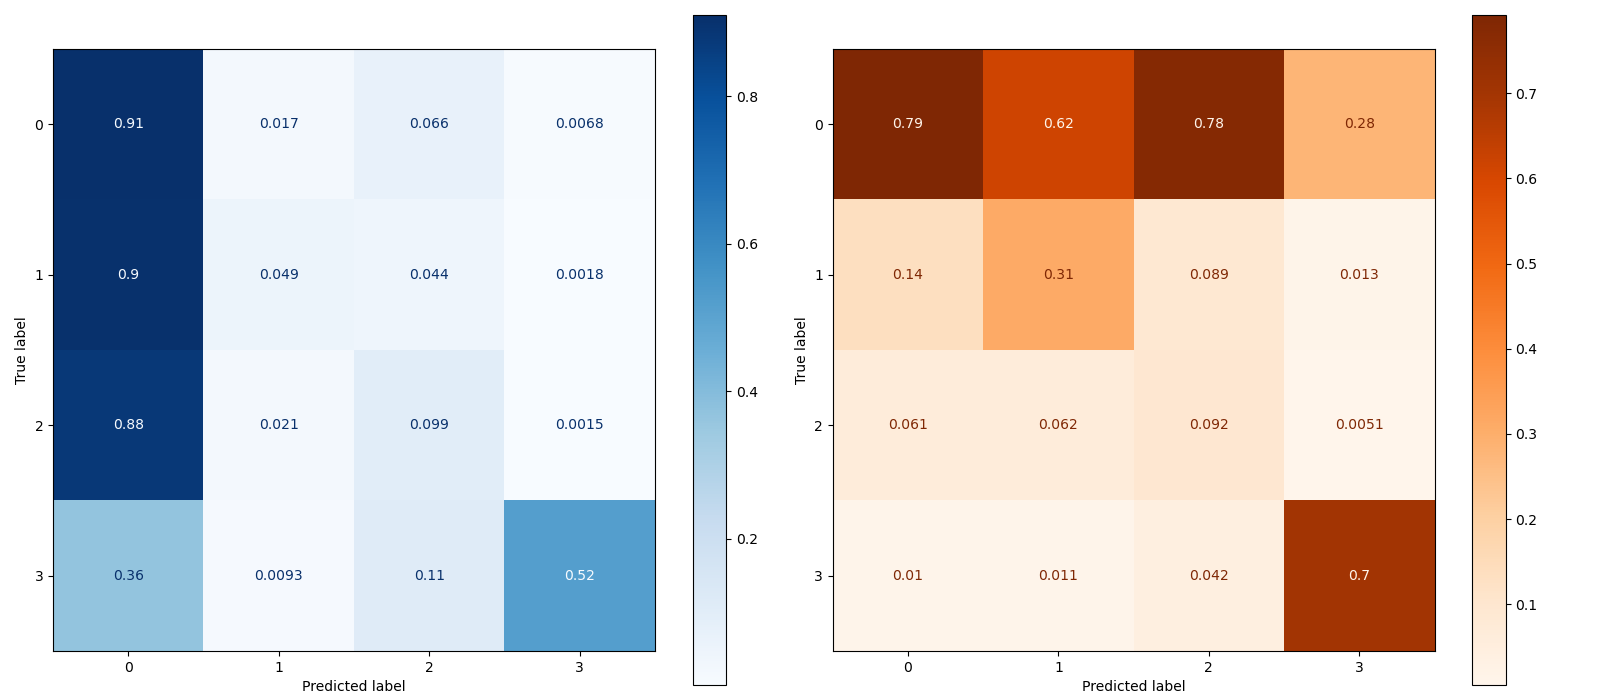 0 0.91 0.017 0.066 0.0068
1 0.9 0.049 0.044 0.0018
2 0.88 0.021 0.099 0.0015
3 0.36 0.0093 0.11 0.52
0 1 2 3
Predicted label
True label
0.8
0.6
0.4
0.2
0 0.79 0.62 0.78 0.28
1 0.14 0.31 0.089 0.013
2 0.061 0.062 0.092 0.0051
3 0.01 0.011 0.042 0.7
0 1 2 3
Predicted label
True label
0.7
0.6
0.5
0.4
0.3
0.2
0.1